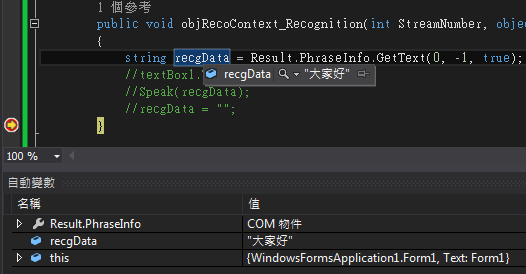 1 個參考
public void objRecoContext_Recognition(int StreamNumber, objec
{
string recgData = Result.PhraseInfo.GetText(0, -1, true);
//textBox1.
recgData "大家好"
//Speak(recgData);
//recgData = "";
}
100 %
自動變數
名稱 值
Result.PhraseInfo COM 物件
recgData "大家好"
this {WindowsFormsApplication1.Form1, Text: Form1}